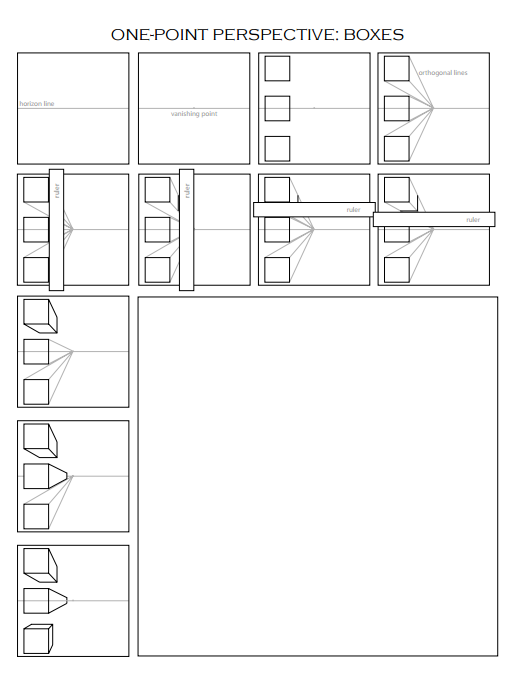 ONE-POINT PERSPECTIVE: BOXES
horizon line
vanishing point
orthogonal lines
ruler
ruler
ruler
ruler